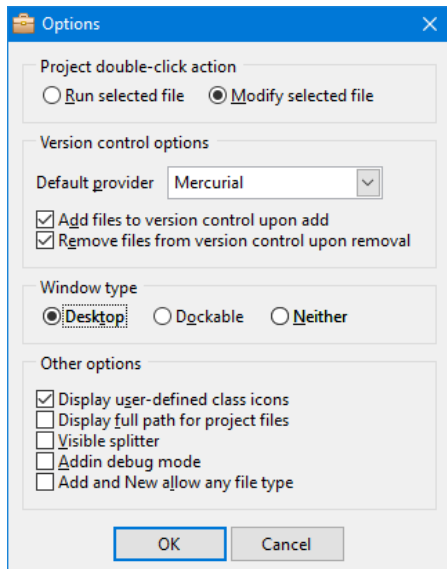 Options
Project double-click action
Run selected file Modify selected file
Version control options
Default provider Mercurial
Add files to version control upon add
Remove files from version control upon removal
Window type
Desktop Dockable Neither
Other options
Display user-defined class icons
Display full path for project files
Visible splitter
Addin debug mode
Add and New allow any file type
OK Cancel